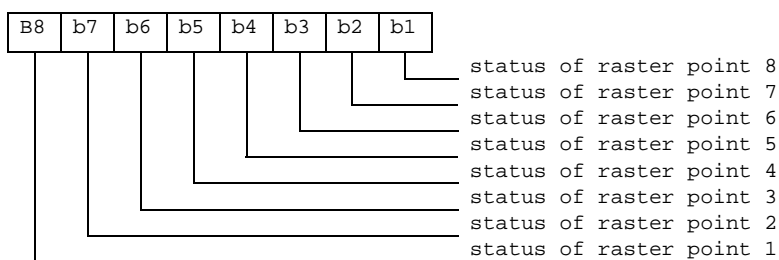 B8 b7 b6 b5 b4 b3 b2 b1
status of raster point 8
status of raster point 7
status of raster point 6
status of raster point 5
status of raster point 4
status of raster point 3
status of raster point 2
status of raster point 1